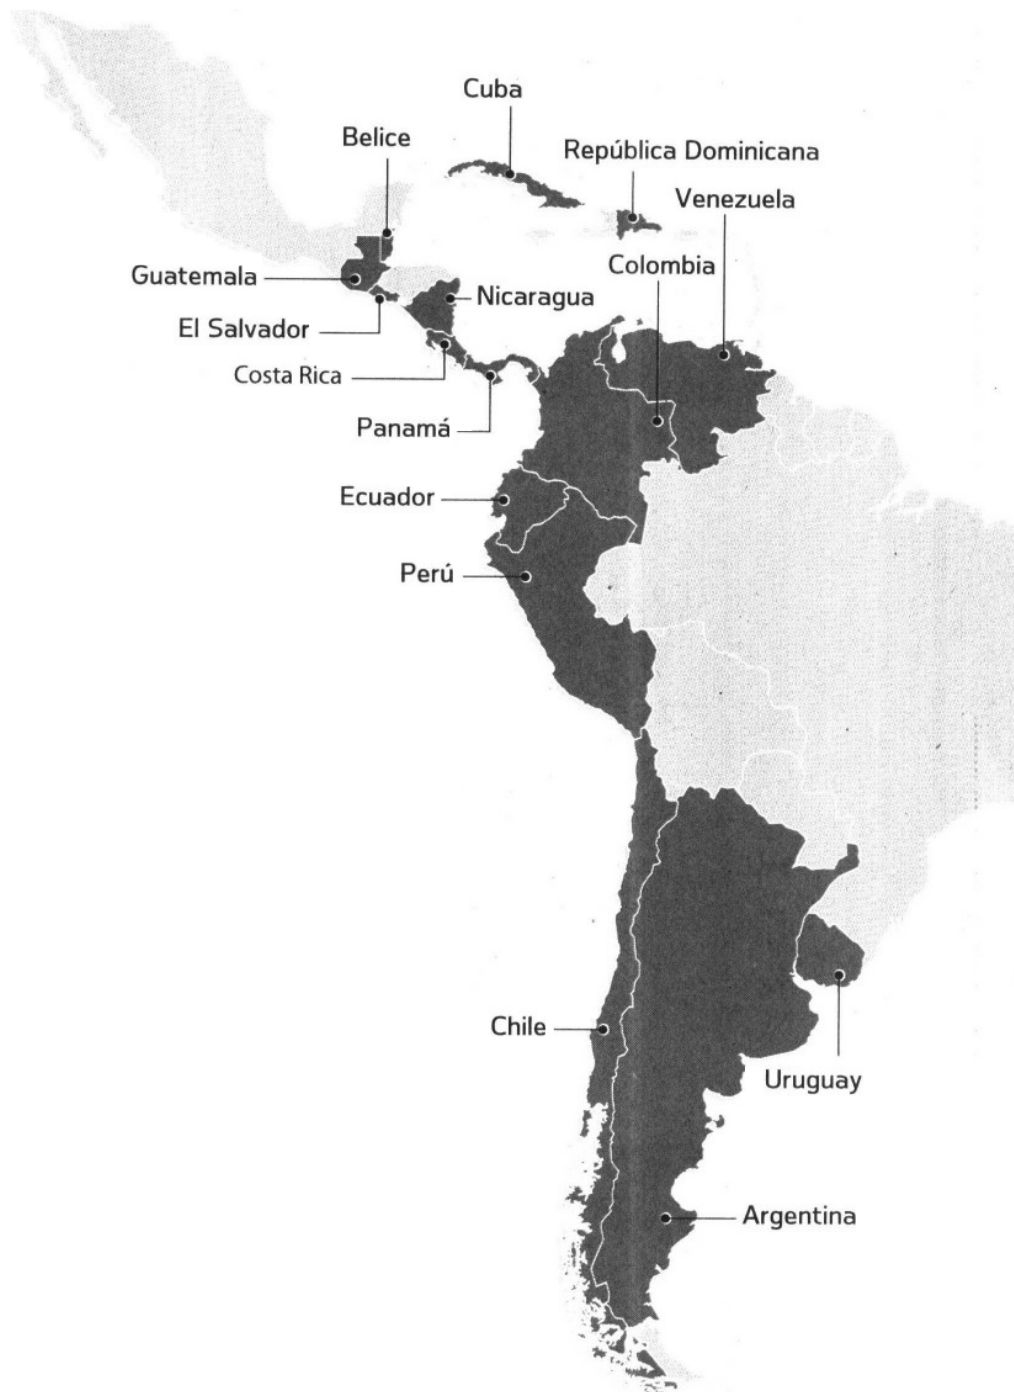 Cuba
Belice
República Dominicana
Venezuela
Colombia
Guatemala
Nicaragua
El Salvador
Costa Rica
Panamá
Ecuador
Perú
Chile
Uruguay
Argentina